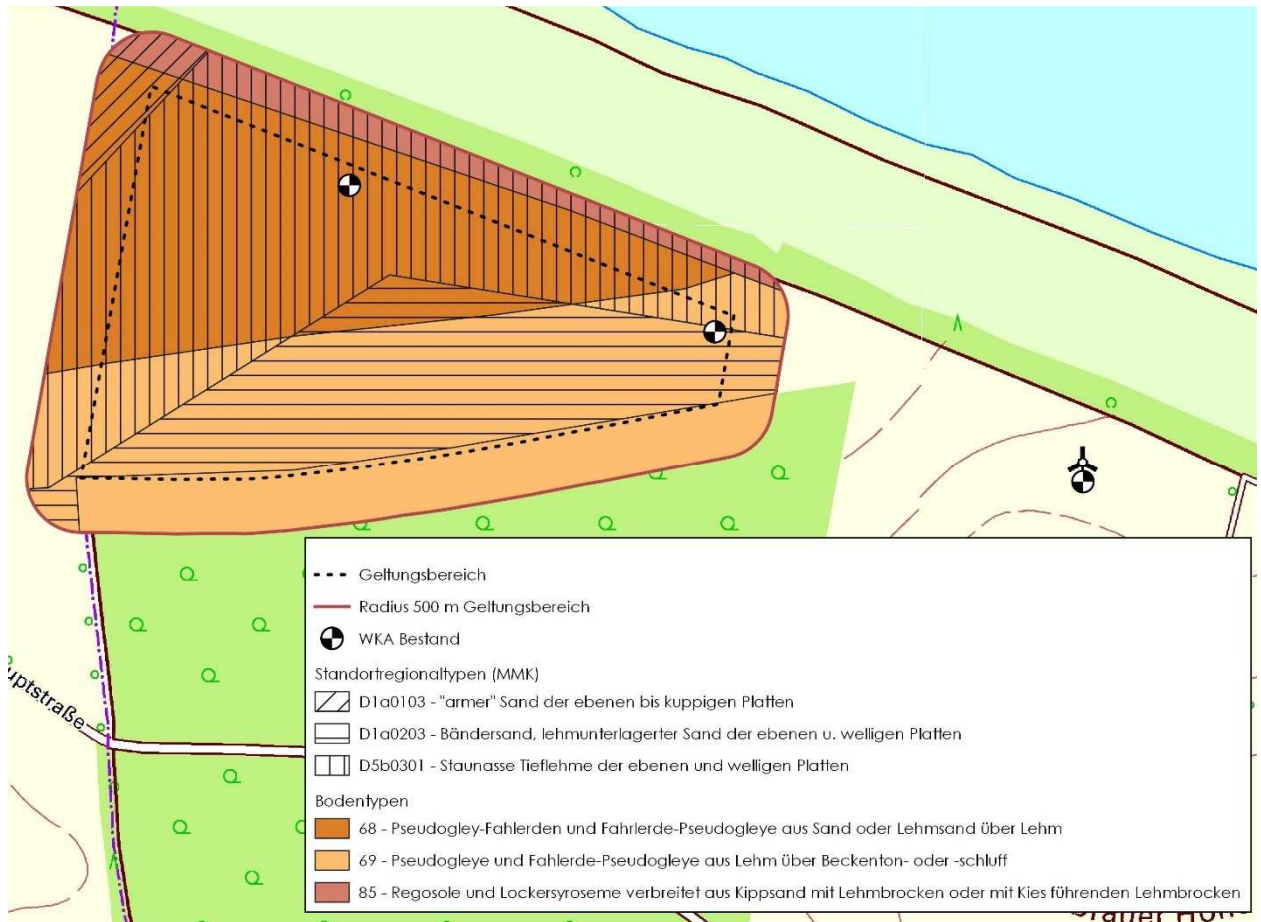 Geltungsbereich
Radius 500 m Geltungsbereich
WKA Bestand
Standortregionaltypen (MMK)
D1a0103 - "armer" Sand der ebenen bis kuppigen Platten
D1a0203 - Bändersand, lehmunterlagerter Sand der ebenen u. welligen Platten
D5b0301 - Staunasse Tieflehme der ebenen und welligen Platten
uptstraße
Bodentypen
68 - Pseudogley-Fahlerden und Fahrlerde-Pseudogleye aus Sand oder Lehmsand über Lehm
69 - Pseudogleye und Fahlerde-Pseudogleye aus Lehm über Beckenton- oder -schluff
85 - Regosole und Lockersyroseme verbreitet aus Kippsand mit Lehmbrocken oder mit Kies führenden Lehmbrocken